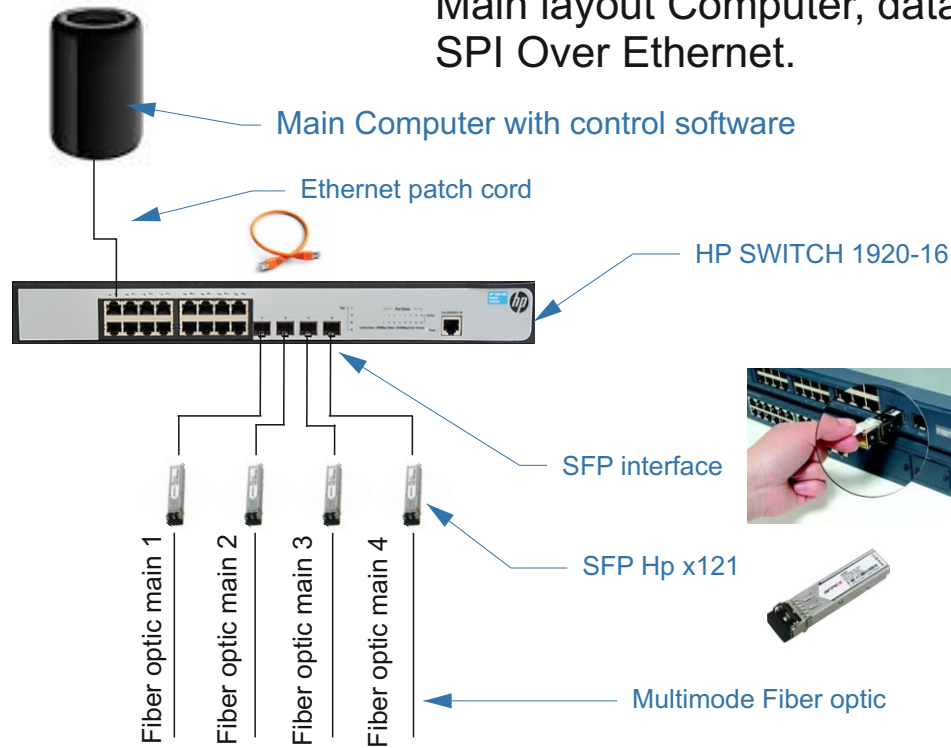 Main layout Computer, data
SPI Over Ethernet.
Main Computer with control software
Ethernet patch cord
HP SWITCH 1920-16
hp
SFP interface
SFP Hp x121
Fiber optic main 1
Fiber optic main 2
Fiber optic main 3
Fiber optic main 4
Multimode Fiber optic